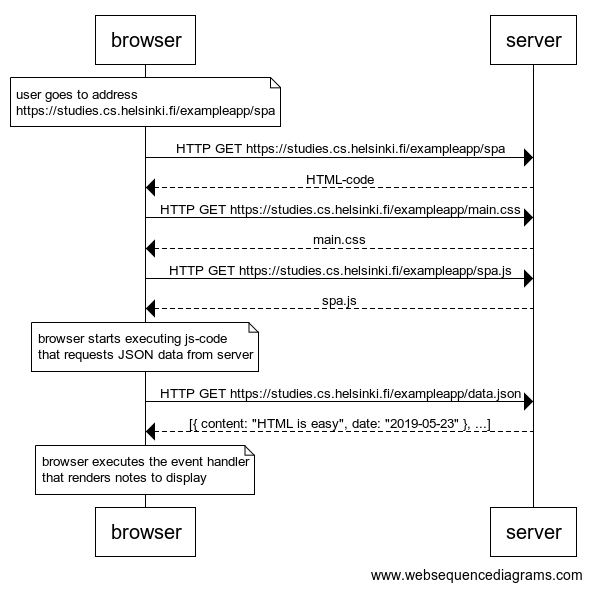 browser
server
user goes to address
https://studies.cs.helsinki.fi/exampleapp/spa
HTTP GET https://studies.cs.helsinki.fi/exampleapp/spa
HTML-code
HTTP GET https://studies.cs.helsinki.fi/exampleapp/main.css
main.css
HTTP GET https://studies.cs.helsinki.fi/exampleapp/spa.js
spa.js
browser starts executing js-code
that requests JSON data from server
HTTP GET https://studies.cs.helsinki.fi/exampleapp/data.json
[{ content: "HTML is easy", date: "2019-05-23" }, ...]
browser executes the event handler
that renders notes to display
browser
server
www.websequencediagrams.com